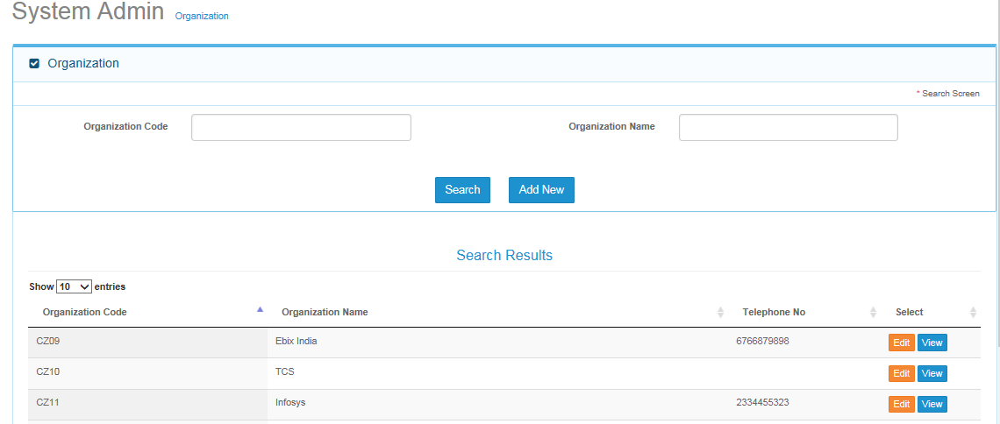 System Admin Organization
Organization
* Search Screen
Organization Code Organization Name
Search Add New
Search Results
Show 10 entries
Organization Code Organization Name Telephone No Select
CZ09 Ebix India 6766879898 Edit View
CZ10 TCS Edit View
CZ11 Infosys 2334455323 Edit View